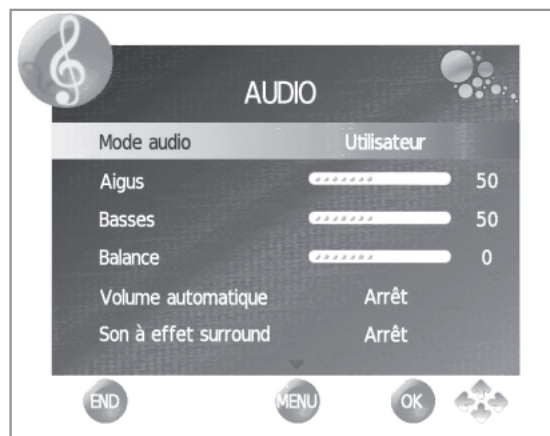 AUDIO
Mode audio Utilisateur
Aigus 50
Basses 50
Balance 0
Volume automatique Arrêt
Son à effet surround Arrêt
END MENU OK